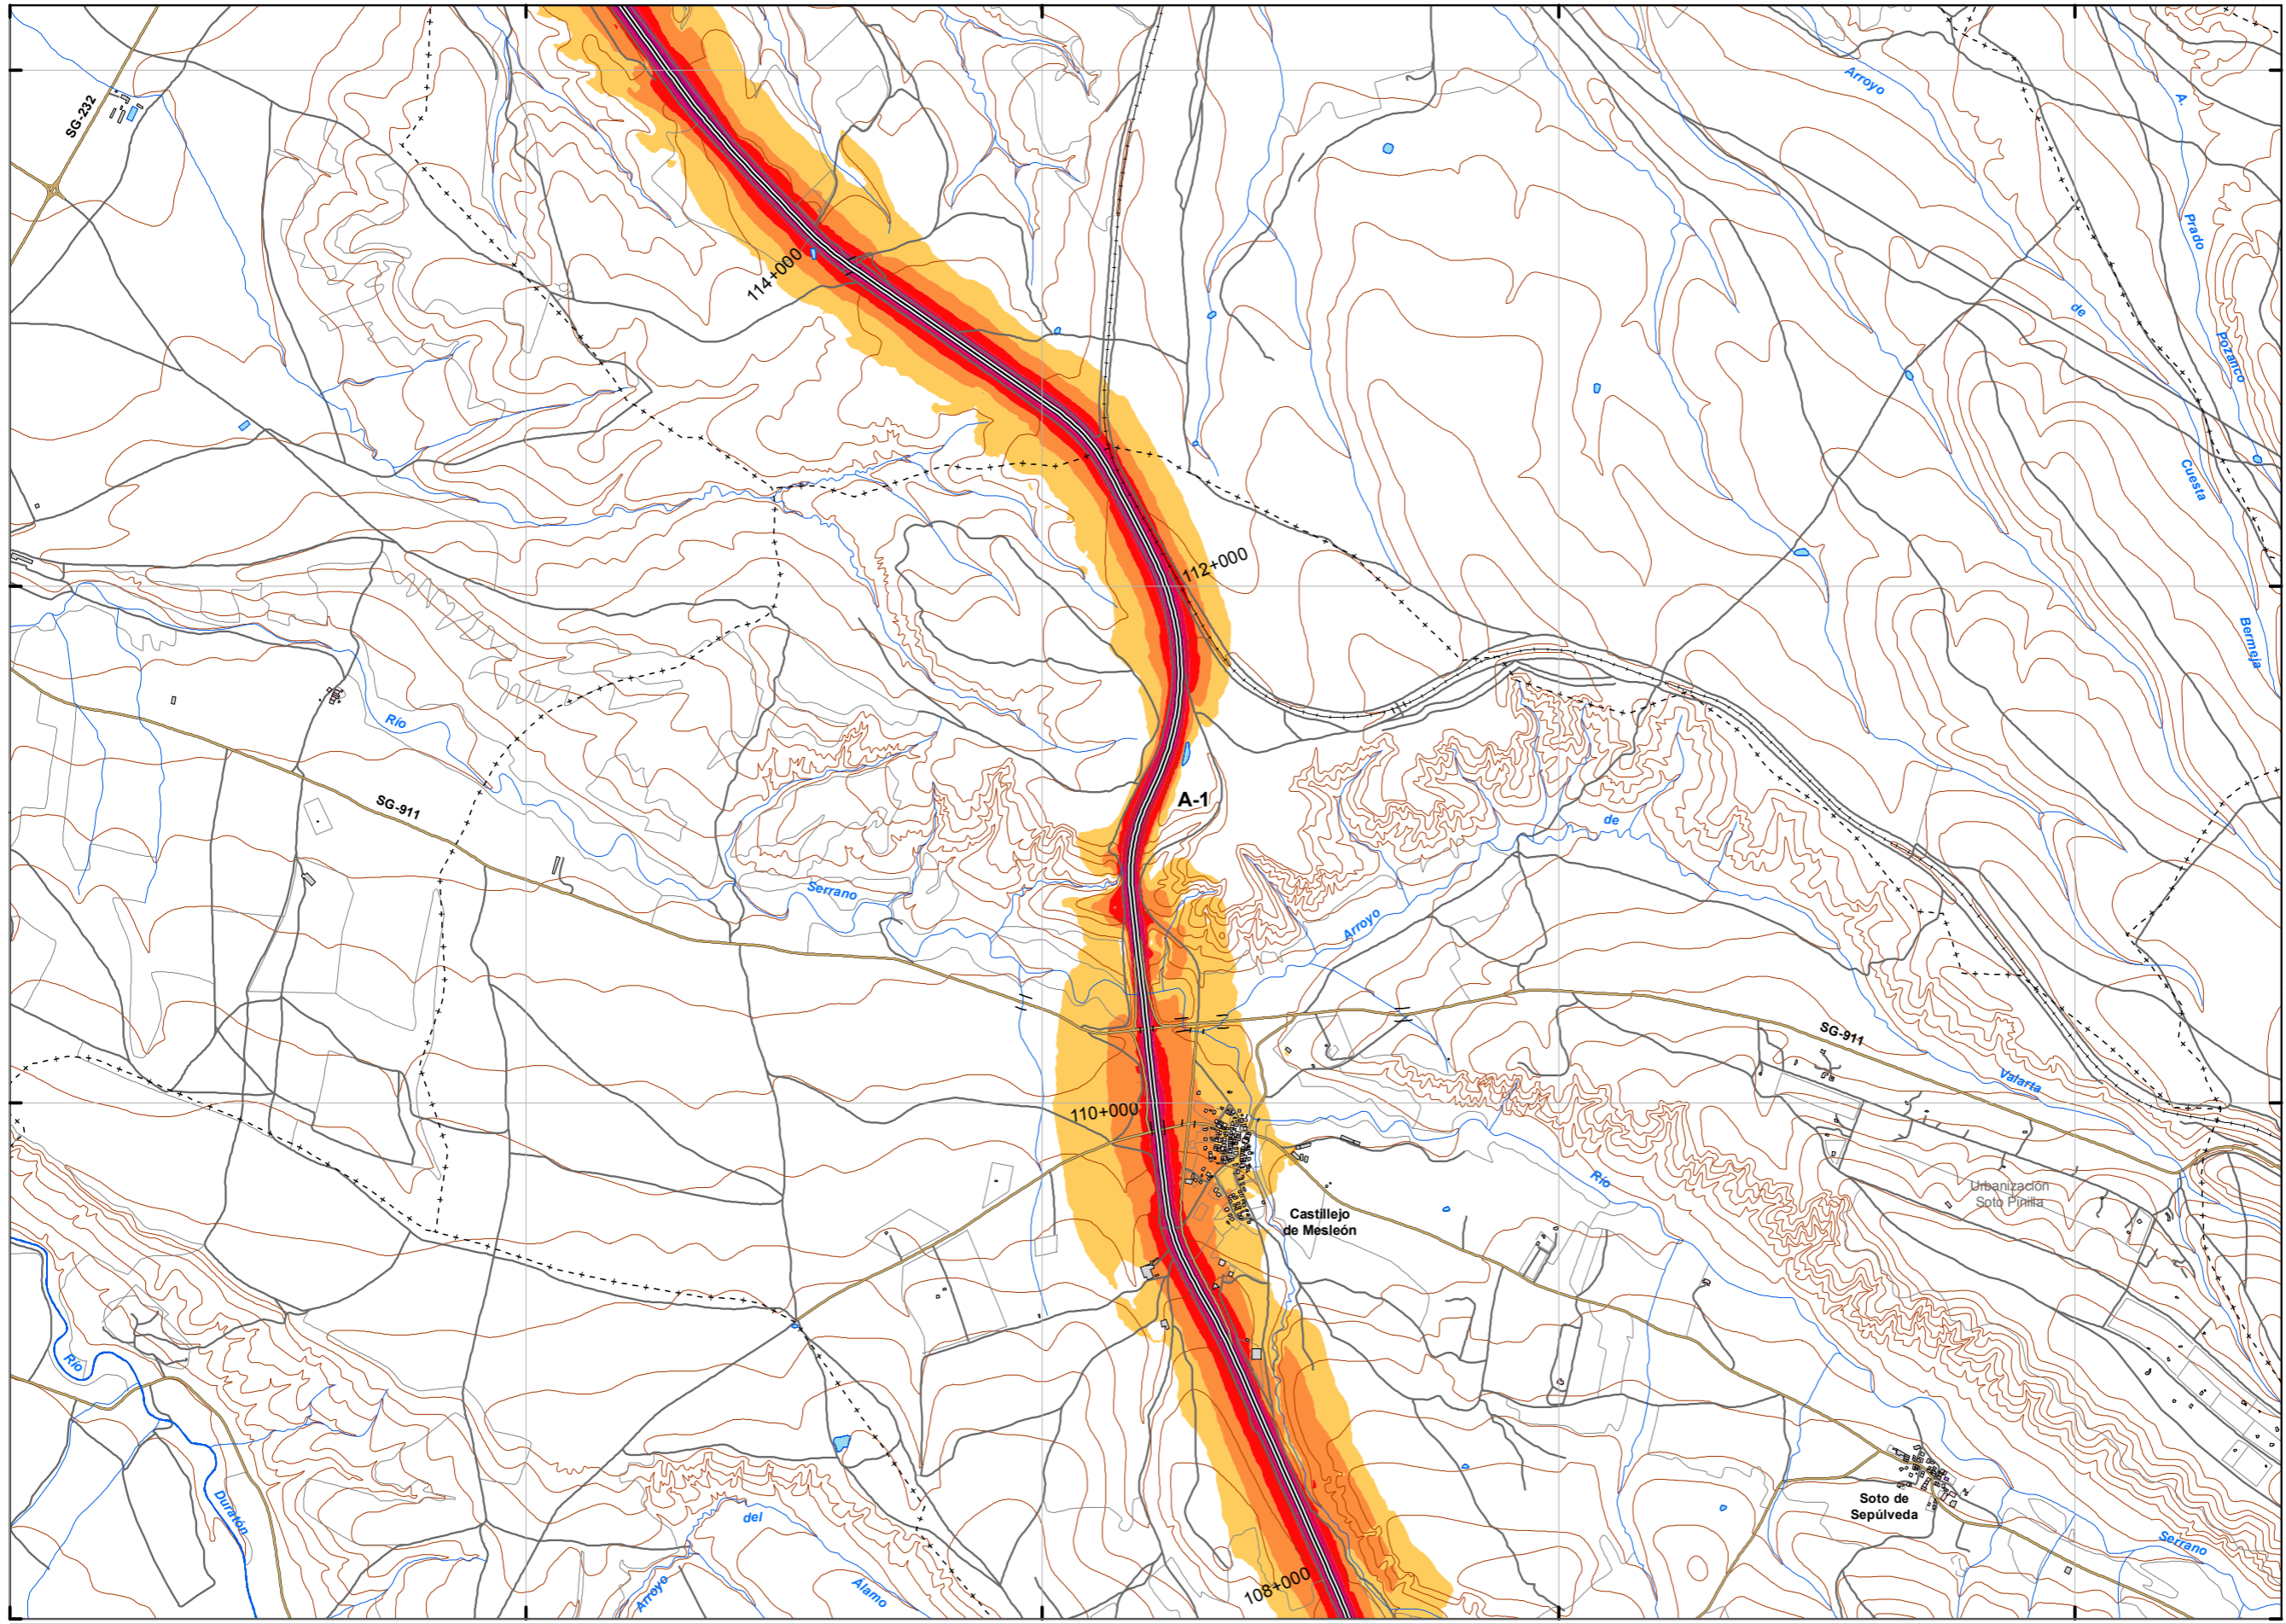 SG-232
Arroyo
A.
Prado
114+000
de
Pozanco
Cuesta
112+000
Bermeja
Río
A-1
SG-911
de
Serrano
Arroyo
SG-911
Valarta
110+000
Río
Urbanización
Soto Pinilla
Castillejo
de Mesleón
Río
Duratón
del
Soto de
Sepúlveda
Serrano
108+000
Arroyo
Álamo